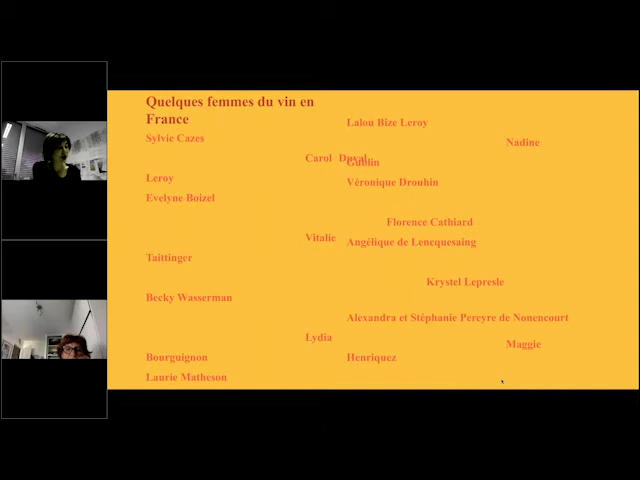 Quelques femmes du vin en
France
Lalou Bize Leroy
Sylvie Cazes
Nadine
Carol Duval
Gublin
Leroy
Véronique Drouhin
Evelyne Boizel
Florence Cathiard
Vitalie
Angélique de Lencquesaing
Taittinger
Krystel Lepresle
Becky Wasserman
Alexandra et Stéphanie Pereyre de Nonencourt
Lydia
Maggie
Bourguignon
Henriquez
Laurie Matheson